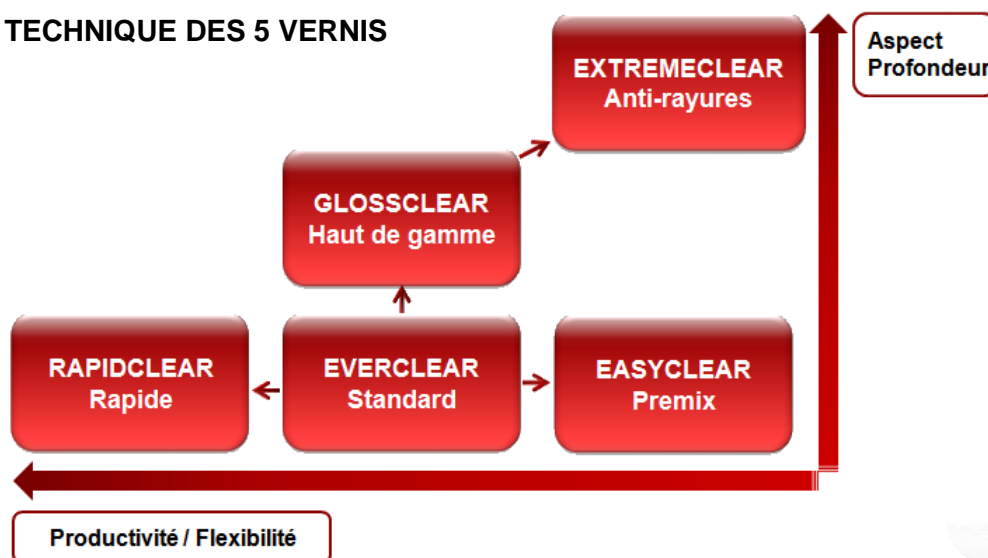 TECHNIQUE DES 5 VERNIS
Aspect
Profondeur
EXTREMECLEAR
Anti-rayures
GLOSSCLEAR
Haut de gamme
RAPIDCLEAR
Rapide
EVERCLEAR
Standard
EASYCLEAR
Premix
Productivité / Flexibilité